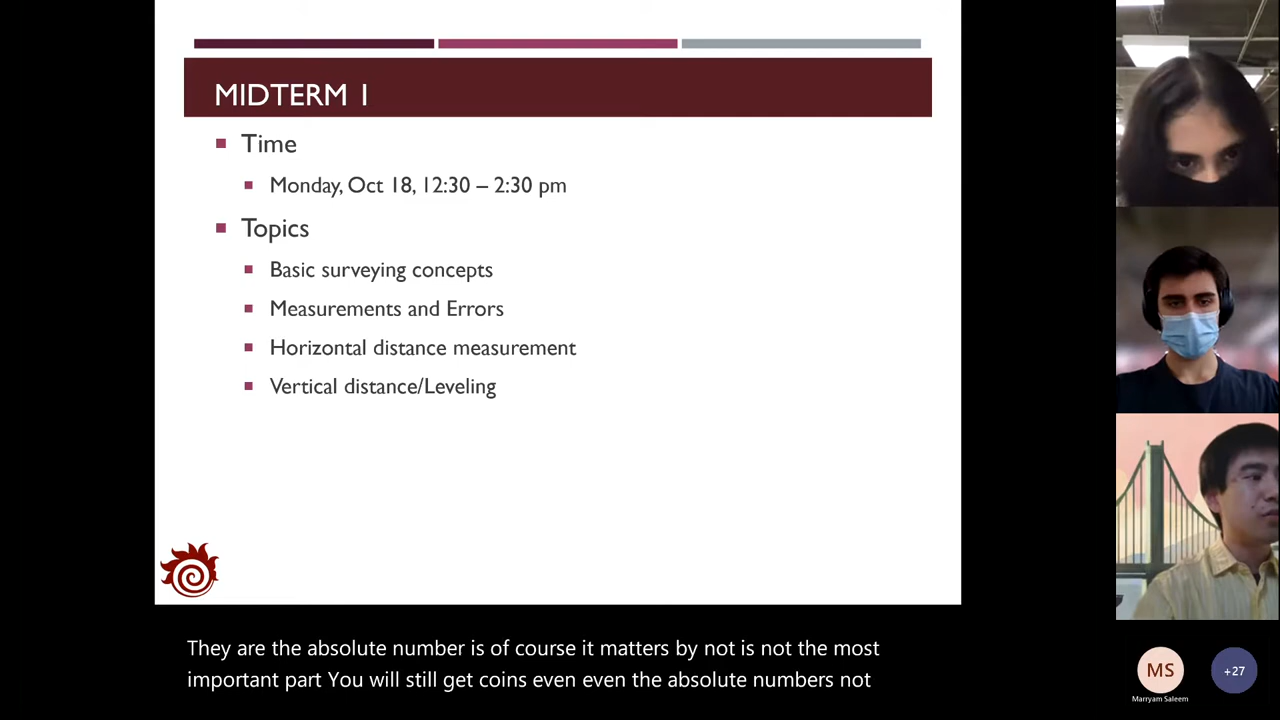 MIDTERM 1
Time
Monday, Oct 18, 12:30 – 2:30 pm
Topics
Basic surveying concepts
Measurements and Errors
Horizontal distance measurement
Vertical distance/Leveling
They are the absolute number is of course it matters by not is not the most
important part You will still get coins even even the absolute numbers not
MS
Marryam Saleem
+27